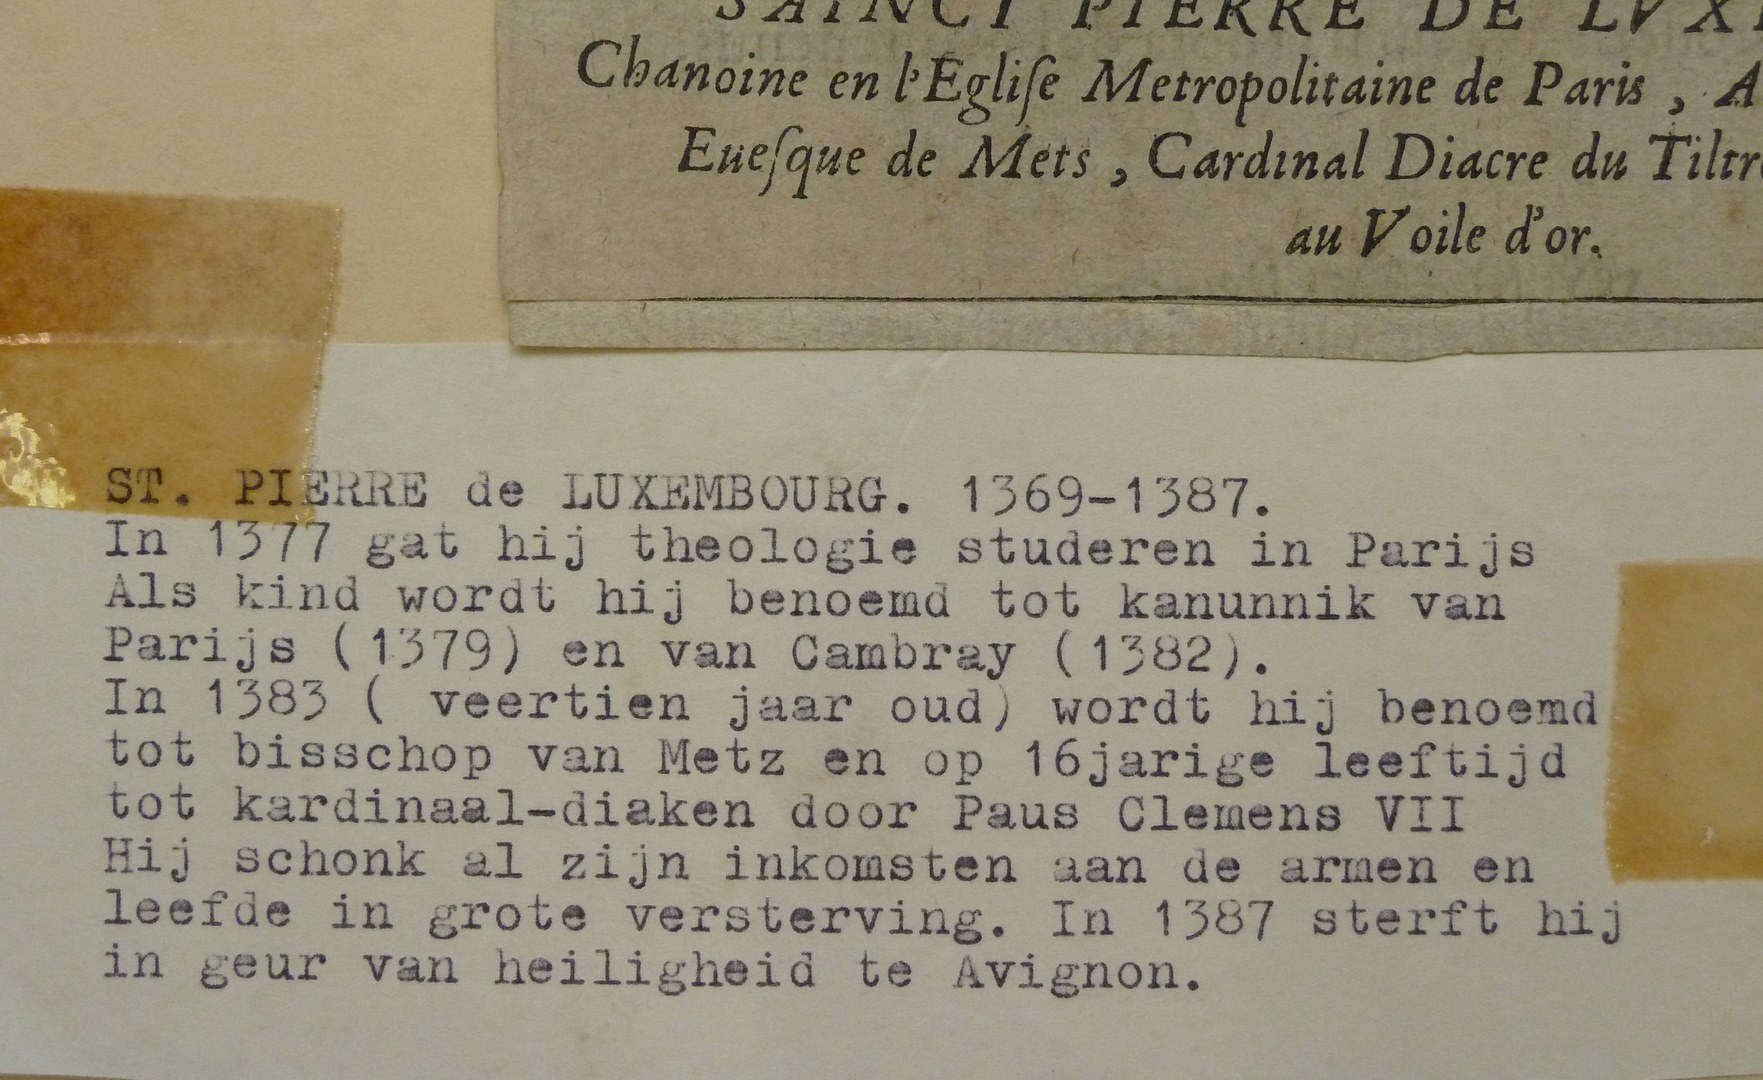 SAINCT PIERRE DE
Chanoine en l'Egliſe Metropolitaine de Paris ,
Eueſque de Mets , Cardinal Diacre du
au Voile d'or.
ST. PIERRE de LUXEMBOURG. 1369-1387.
In 1377 gat hij theologie studeren in Parijs
Als kind wordt hij benoemd tot kanunnik van
Parijs (1379) en van Cambray (1382).
In 1383 ( veertien jaar oud) wordt hij benoemd
tot bisschop van Metz en op 16jarige leeftijd
tot kardinaal-diaken door Paus Clemens VII
Hij schonk al zijn inkomsten aan de armen en
leefde in grote versterving. In 1387 sterft hij
in geur van heiligheid te Avignon.